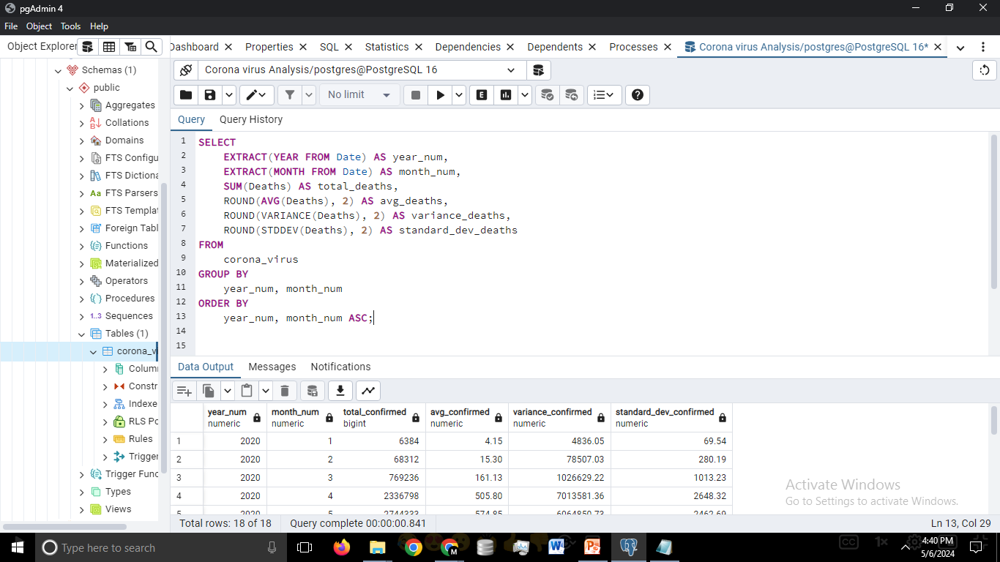 pgAdmin 4
File Object Tools Help
Object Explorer
Dashboard Properties SQL Statistics Dependencies Dependents Processes Corona virus Analysis/postgres@PostgreSQL 16*
Corona virus Analysis/postgres@PostgreSQL 16
No limit
Schemas (1)
public
Aggregates
Collations
Domains
FTS Configu
FTS Dictiona
FTS Parsers
FTS Templat
Foreign Tabl
Functions
Materialized
Operators
Procedures
1..3 Sequences
Tables (1)
corona_vi
Colum
Constr
Indexe
RLS Po
Rules
Trigger
Trigger Func
Types
Views
Query Query History
1 SELECT
2 EXTRACT(YEAR FROM Date) AS year_num,
3 EXTRACT(MONTH FROM Date) AS month_num,
4 SUM(Deaths) AS total_deaths,
5 ROUND(AVG(Deaths), 2) AS avg_deaths,
6 ROUND(VARIANCE(Deaths), 2) AS variance_deaths,
7 ROUND(STDDEV(Deaths), 2) AS standard_dev_deaths
8 FROM
9 corona_virus
10 GROUP BY
11 year_num, month_num
12 ORDER BY
13 year_num, month_num ASC;
14
15
Data Output Messages Notifications
year_num month_num total_confirmed avg_confirmed variance_confirmed standard_dev_confirmed
numeric numeric bigint numeric numeric numeric
1 2020 1 6384 4.15 4836.05 69.54
2 2020 2 68312 15.30 78507.03 280.19
3 2020 3 769236 161.13 1026629.22 1013.23
4 2020 4 2336798 505.80 7013581.36 2648.32
5 2020 5 2744333 574.85 6064850.73 2462.69
Activate Windows
Go to Settings to activate Windows.
Total rows: 18 of 18 Query complete 00:00:00.841 Ln 13, Col 29
Type here to search
CC 1x
4:40 PM
5/6/2024